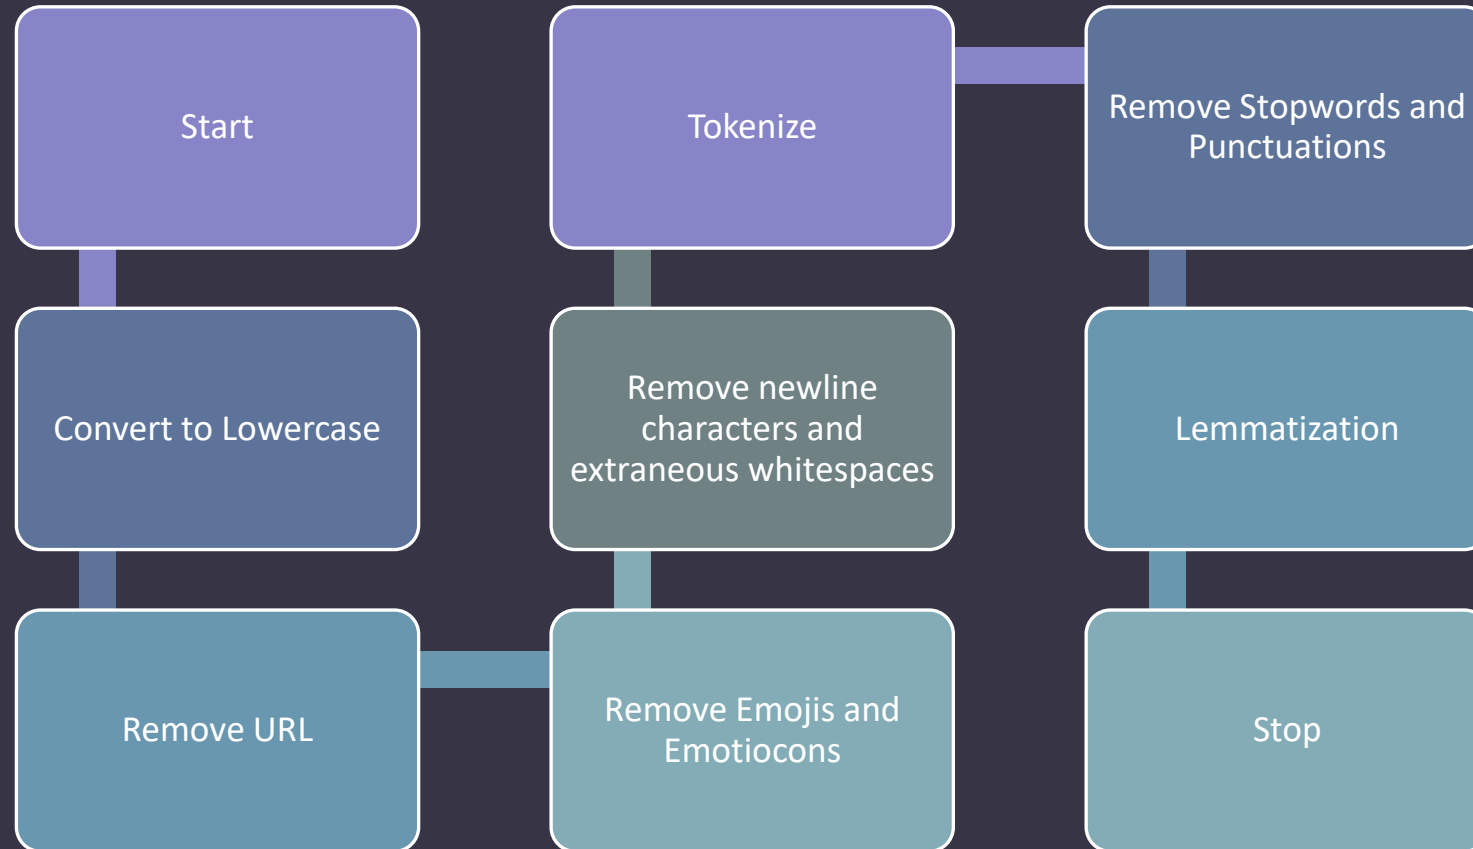 Start
Convert to Lowercase
Remove URL
Remove Emojis and
Emotiocons
Remove newline
characters and
extraneous whitespaces
Tokenize
Remove Stopwords and
Punctuations
Lemmatization
Stop